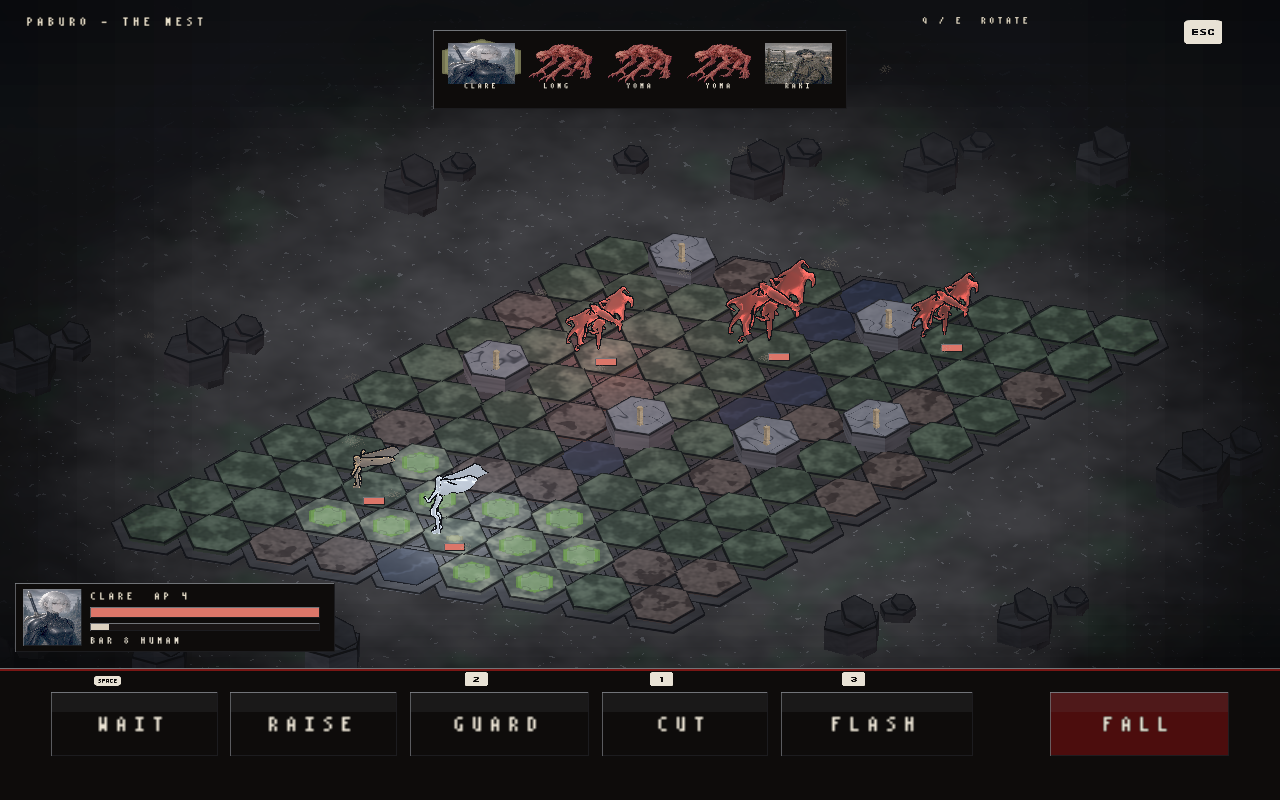 PABURO - THE NEST
Q / E ROTATE
ESC
CLARE LONG YOMA YOMA RAKI
CLARE AP 4
BAR 8 HUMAN
SPACE 2 1 3
WAIT RAISE GUARD CUT FLASH FALL